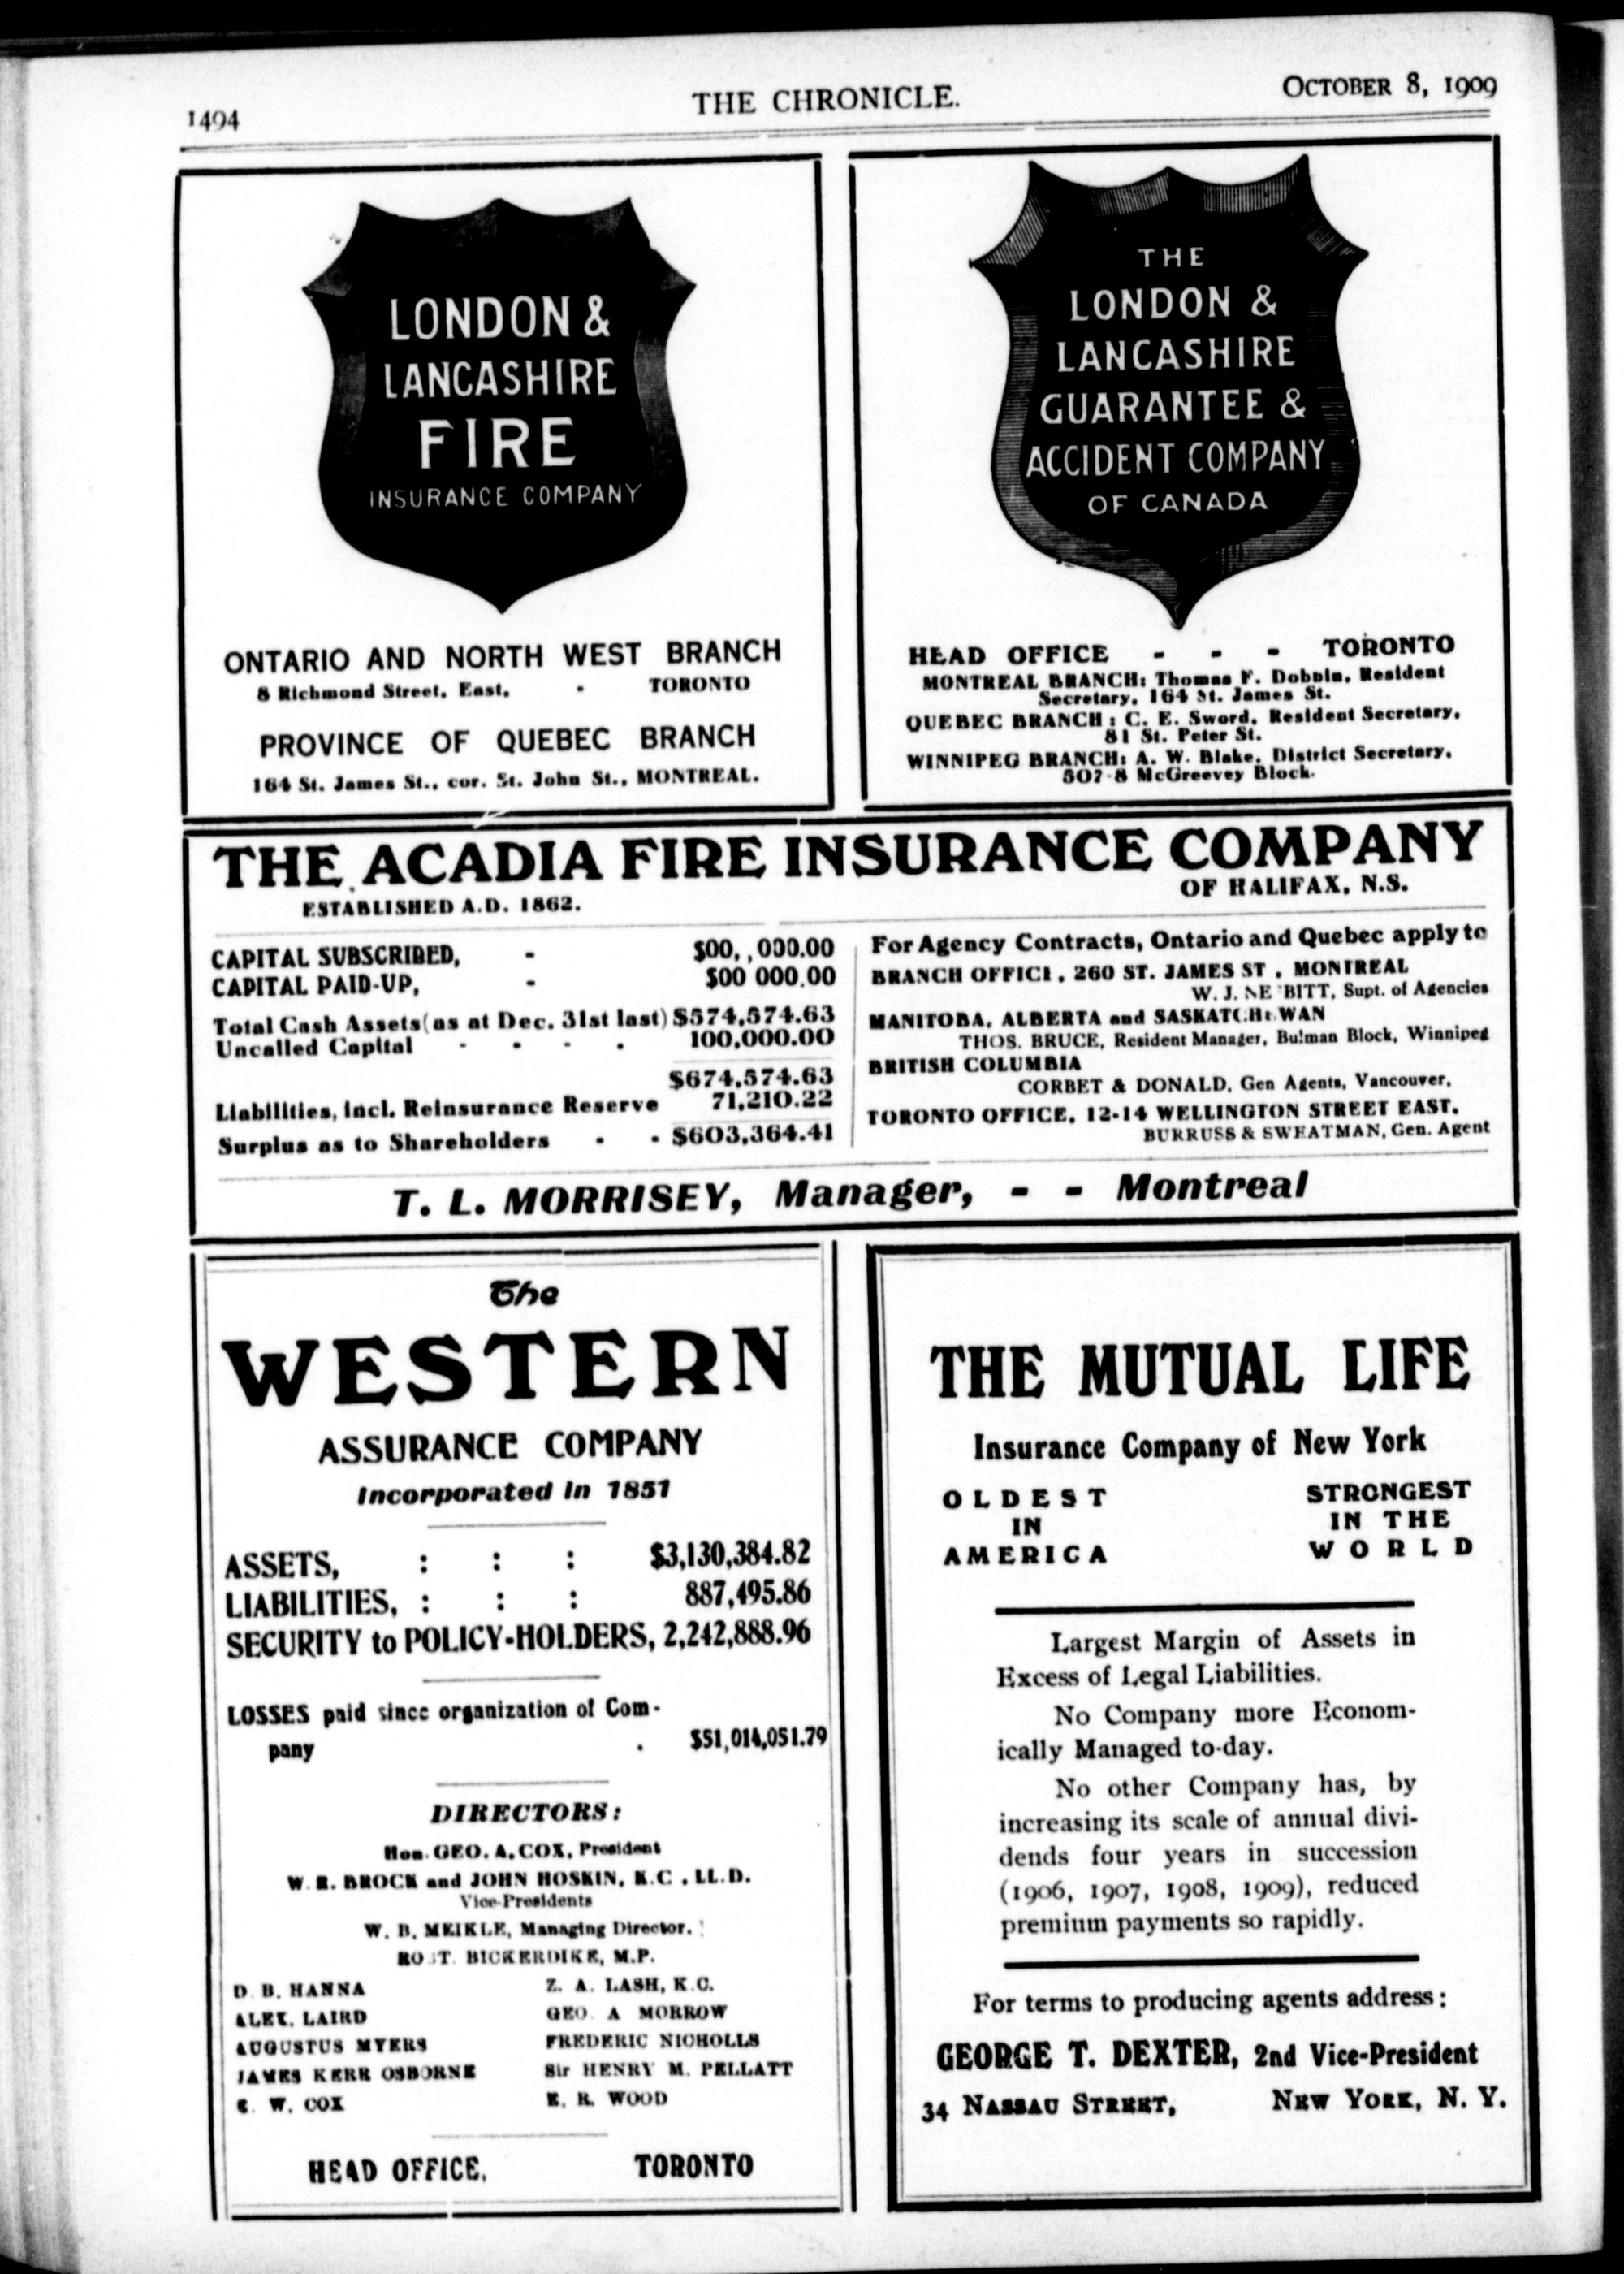 1494
THE CHRONICLE.
OCTOBER 8, 1909
LONDON &
LANCASHIRE
FIRE
INSURANCE COMPANY
ONTARIO AND NORTH WEST BRANCH
8 Richmond Street, East, - TORONTO
PROVINCE OF QUEBEC BRANCH
164 St. James St., cor. St. John St., MONTREAL.
THE
LONDON &
LANCASHIRE
GUARANTEE &
ACCIDENT COMPANY
OF CANADA
HEAD OFFICE - - - TORONTO
MONTREAL BRANCH: Thomas F. Dobbin, Resident
Secretary, 164 St. James St.
QUEBEC BRANCH: C. E. Sword, Resident Secretary,
81 St. Peter St.
WINNIPEG BRANCH: A. W. Blake, District Secretary,
507-8 McGreevey Block.
THE ACADIA FIRE INSURANCE COMPANY
OF HALIFAX, N.S.
ESTABLISHED A.D. 1862.
CAPITAL SUBSCRIBED, - $00,,000.00
CAPITAL PAID-UP, - $00 000.00
Total Cash Assets (as at Dec. 31st last) $574,574.63
Uncalled Capital - - - . 100,000.00
$674,574.63
Liabilities, incl. Reinsurance Reserve 71,210.22
Surplus as to Shareholders - - $603,364.41
For Agency Contracts, Ontario and Quebec apply to
BRANCH OFFICE, 260 ST. JAMES ST, MONTREAL
W. J. NE BITT, Supt. of Agencies
MANITOBA, ALBERTA and SASKATCHEWAN
THOS. BRUCE, Resident Manager, Bulman Block, Winnipeg
BRITISH COLUMBIA
CORBET & DONALD, Gen Agents, Vancouver,
TORONTO OFFICE, 12-14 WELLINGTON STREET EAST.
BURRUSS & SWEATMAN, Gen. Agent
T. L. MORRISEY, Manager, - - Montreal
The
WESTERN
ASSURANCE COMPANY
Incorporated in 1851
ASSETS, : : : $3,130,384.82
LIABILITIES, : : : 887,495.86
SECURITY to POLICY-HOLDERS, 2,242,888.96
LOSSES paid since organization of Com-
pany . $51,014,051.79
DIRECTORS:
Hon. GEO. A. COX, President
W. R. BROCK and JOHN HOSKIN, K.C., LL.D.
Vice-Presidents
W. B. MEIKLE, Managing Director.
ROBT. BICKERDIKE, M.P.
D. B. HANNA Z. A. LASH, K.C.
ALEX. LAIRD GEO. A MORROW
AUGUSTUS MYERS FREDERIC NICHOLLS
JAMES KERR OSBORNE Sir HENRY M. PELLATT
E. W. COX E. R. WOOD
HEAD OFFICE, TORONTO
THE MUTUAL LIFE
Insurance Company of New York
OLDEST STRONGEST
IN IN THE
AMERICA WORLD
Largest Margin of Assets in
Excess of Legal Liabilities.
No Company more Econom-
ically Managed to-day.
No other Company has, by
increasing its scale of annual divi-
dends four years in succession
(1906, 1907, 1908, 1909), reduced
premium payments so rapidly.
For terms to producing agents address:
GEORGE T. DEXTER, 2nd Vice-President
34 NASSAU STREET, NEW YORK, N. Y.